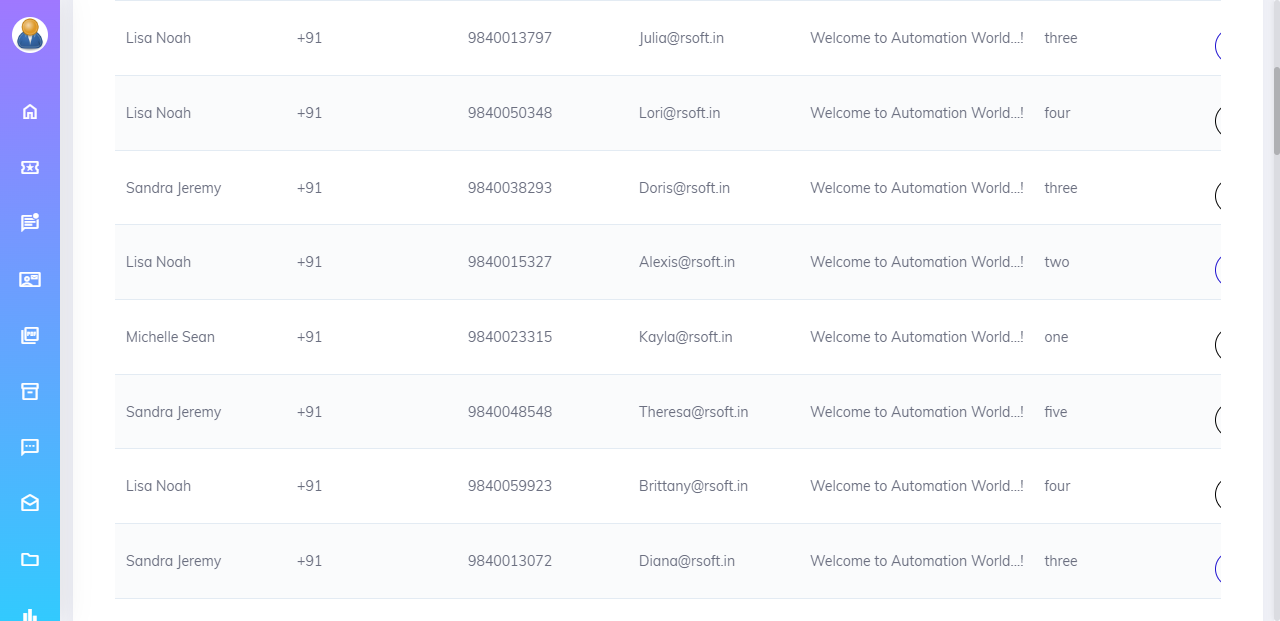 Lisa Noah +91 9840013797 Julia@rsoft.in Welcome to Automation World...! three
Lisa Noah +91 9840050348 Lori@rsoft.in Welcome to Automation World...! four
Sandra Jeremy +91 9840038293 Doris@rsoft.in Welcome to Automation World...! three
Lisa Noah +91 9840015327 Alexis@rsoft.in Welcome to Automation World...! two
Michelle Sean +91 9840023315 Kayla@rsoft.in Welcome to Automation World...! one
Sandra Jeremy +91 9840048548 Theresa@rsoft.in Welcome to Automation World...! five
Lisa Noah +91 9840059923 Brittany@rsoft.in Welcome to Automation World...! four
Sandra Jeremy +91 9840013072 Diana@rsoft.in Welcome to Automation World...! three